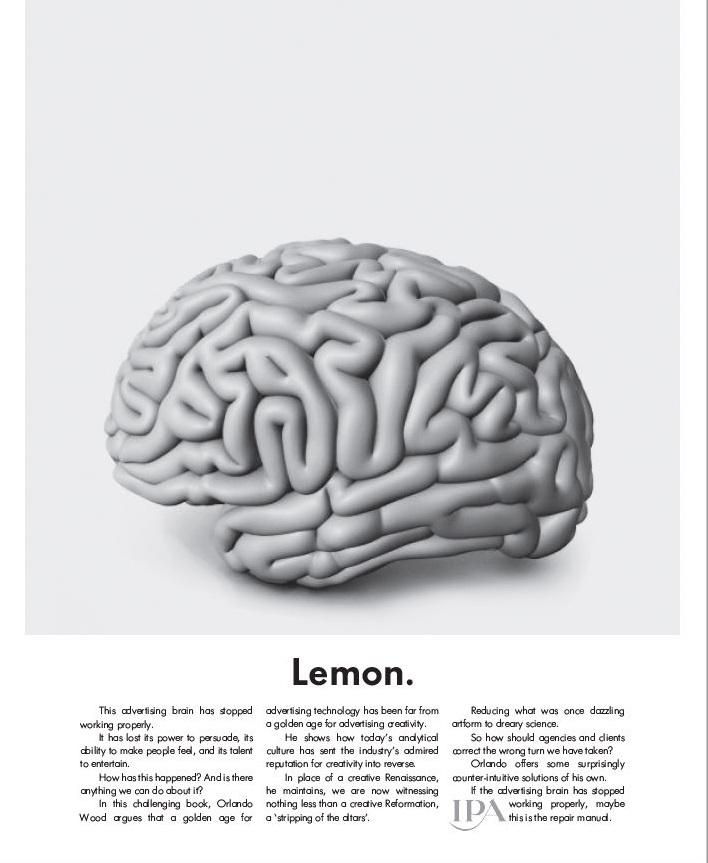 Lemon.
This advertising brain has stopped
working properly.
It has lost its power to persuade, its
ability to make people feel, and its talent
to entertain.
How has this happened? And is there
anything we can do about it?
In this challenging book, Orlando
Wood argues that a golden age for
advertising technology has been far from
a golden age for advertising creativity.
He shows how today's analytical
culture has sent the industry's admired
reputation for creativity into reverse.
In place of a creative Renaissance,
he maintains, we are now witnessing
nothing less than a creative Reformation,
a 'stripping of the altars'.
Reducing what was once dazzling
artform to dreary science.
So how should agencies and clients
correct the wrong turn we have taken?
Orlando offers some surprisingly
counter-intuitive solutions of his own.
If the advertising brain has stopped
working properly, maybe
this is the repair manual.
IPA